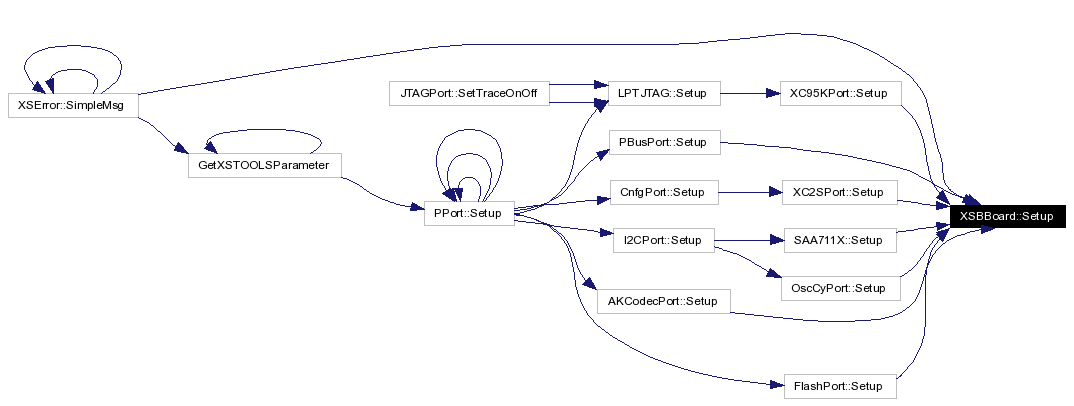 XSError::SimpleMsg
GetXSTOOLSParameter
JTAGPort::SetTraceOnOff
PPort::Setup
LPTJTAG::Setup
PBusPort::Setup
CnfgPort::Setup
I2CPort::Setup
AKCodecPort::Setup
XC95KPort::Setup
XC2SPort::Setup
SAA711X::Setup
OscCyPort::Setup
FlashPort::Setup
XSBBoard::Setup